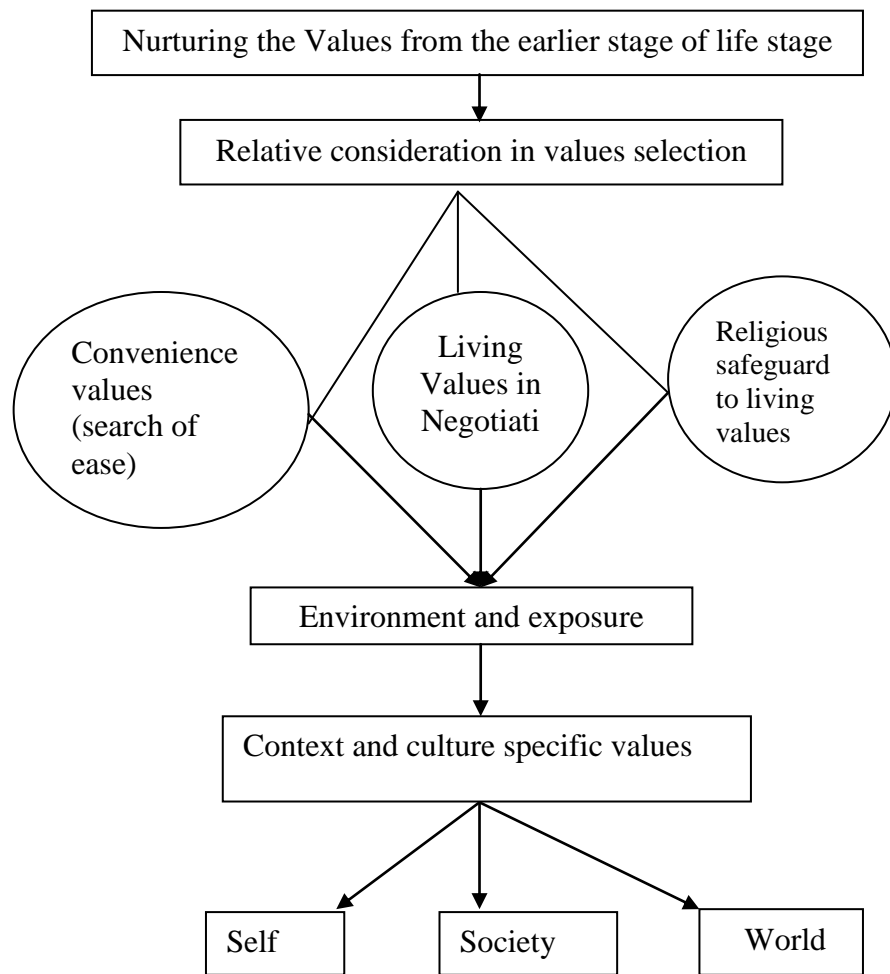 Nurturing the Values from the earlier stage of life stage
Relative consideration in values selection
Convenience
values
(search of
ease)
Living
Values in
Negotiati
Religious
safeguard
to living
values
Environment and exposure
Context and culture specific values
Self
Society
World